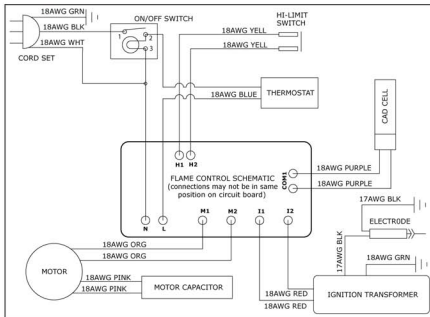 18AWG GRN
ON/OFF SWITCH
HI-LIMIT
SWITCH
18AWG BLK
18AWG YELL
18AWG WHT
18AWG YELL
1
2
3
CORD SET
THERMOSTAT
18AWG BLUE
CAD CELL
H1 H2
FLAME CONTROL SCHEMATIC
(connections may not be in same
position on circuit board)
COM1
18AWG PURPLE
18AWG PURPLE
17AWG BLK
N L
M1 M2 I1 I2
ELECTRODE
17AWG BLK
18AWG ORG
18AWG ORG
18AWG GRN
MOTOR
18AWG PINK
18AWG PINK
MOTOR CAPACITOR
18AWG RED
18AWG RED
IGNITION TRANSFORMER